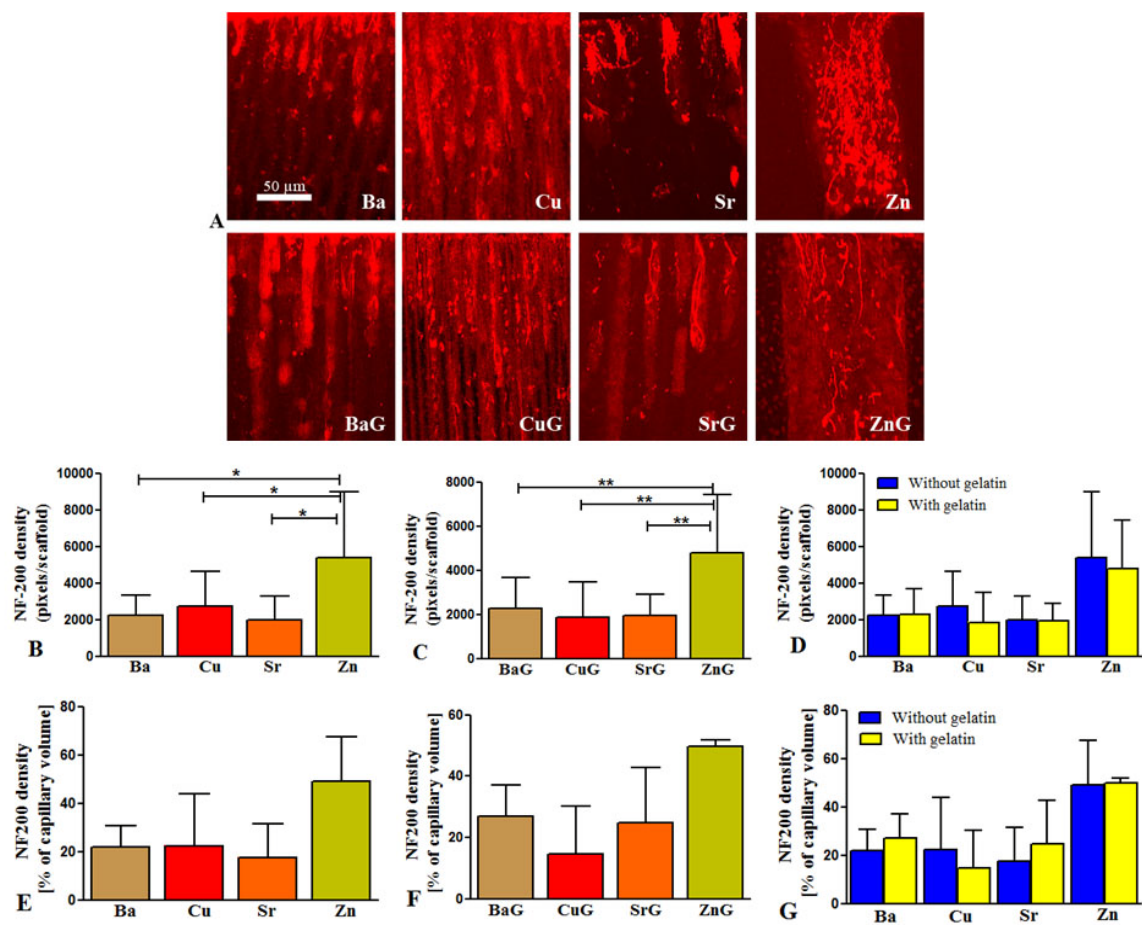 Ba
Cu
Sr
Zn
50 µm
A
BaG
CuG
SrG
ZnG
NF-200 density
(pixels/scaffold)
10000
8000
6000
4000
2000
0
*
*
*
B
Ba
Cu
Sr
Zn
NF-200 density
(pixels/scaffold)
8000
6000
4000
2000
0
**
**
**
C
BaG
CuG
SrG
ZnG
NF-200 density
(pixels/scaffold)
10000
8000
6000
4000
2000
0
Without gelatin
With gelatin
D
Ba
Cu
Sr
Zn
NF200 density
[% of capillary volume]
80
60
40
20
0
E
Ba
Cu
Sr
Zn
NF200 density
[% of capillary volume]
60
40
20
0
F
BaG
CuG
SrG
ZnG
NF200 density
[% of capillary volume]
80
60
40
20
0
Without gelatin
With gelatin
G
Ba
Cu
Sr
Zn